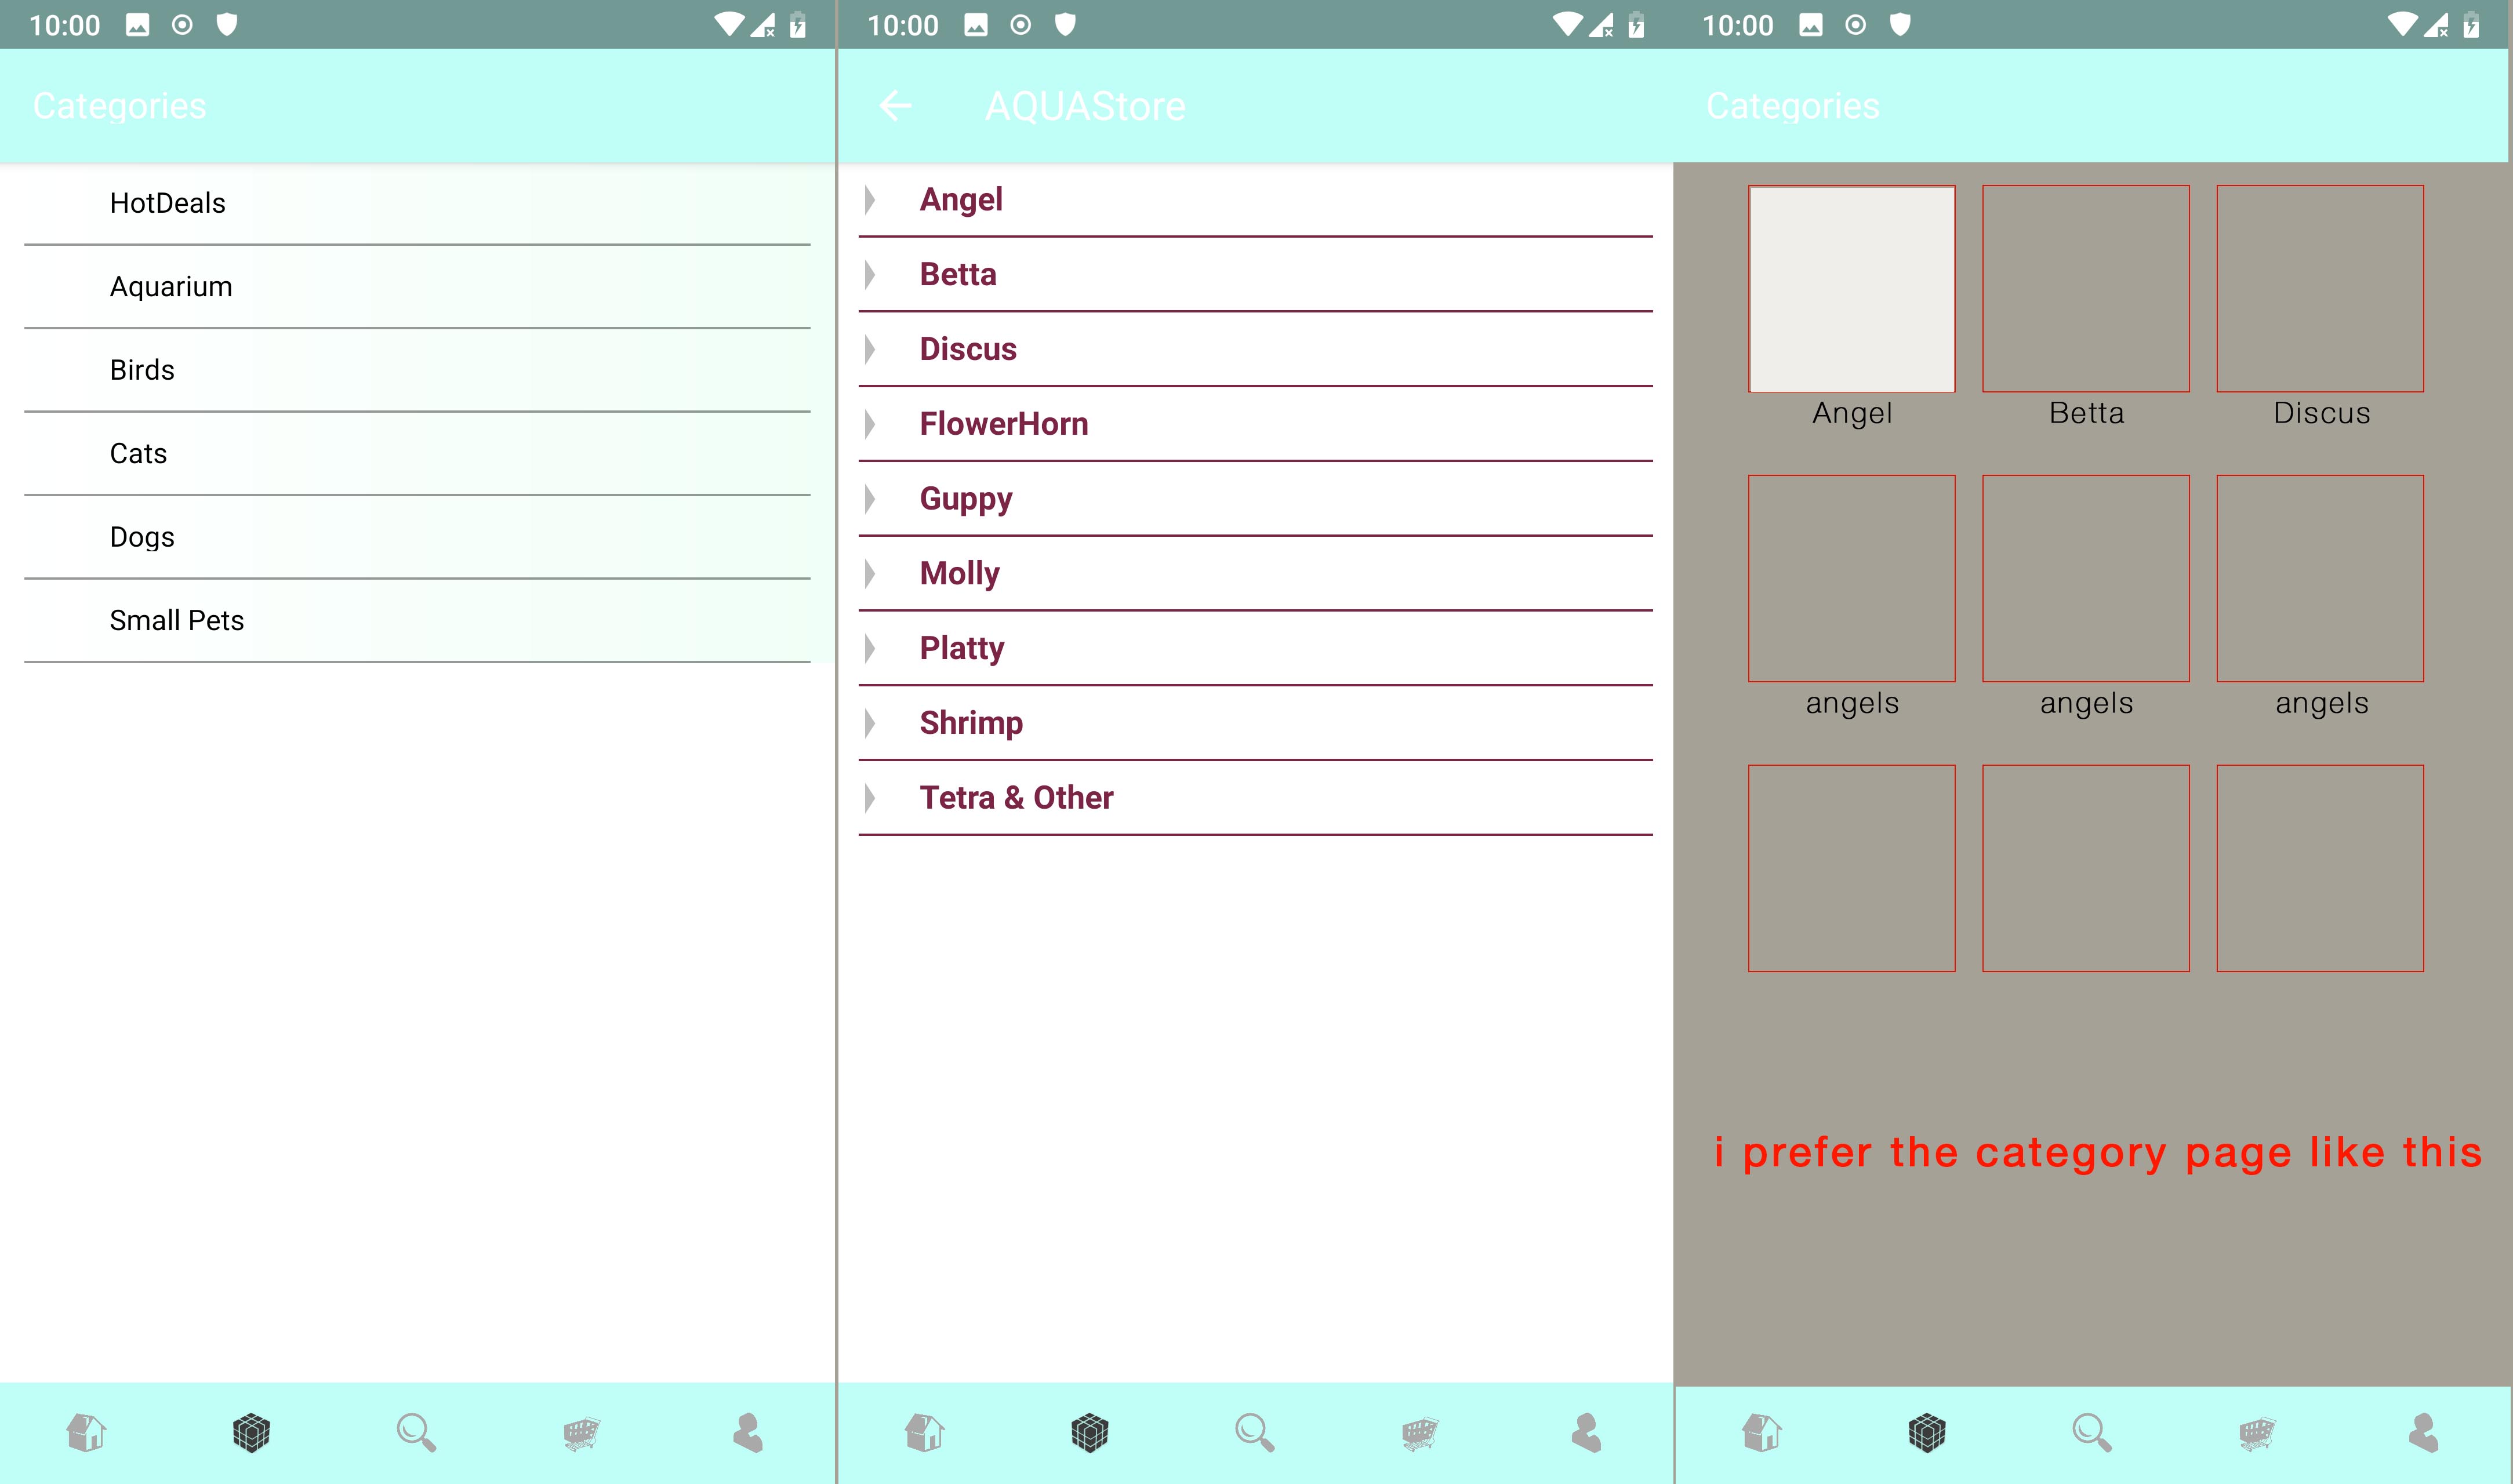 10:00
Categories
HotDeals
Aquarium
Birds
Cats
Dogs
Small Pets
10:00
AQUAStore
Angel
Betta
Discus
FlowerHorn
Guppy
Molly
Platty
Shrimp
Tetra & Other
10:00
Categories
Angel Betta Discus
angels angels angels
i prefer the category page like this